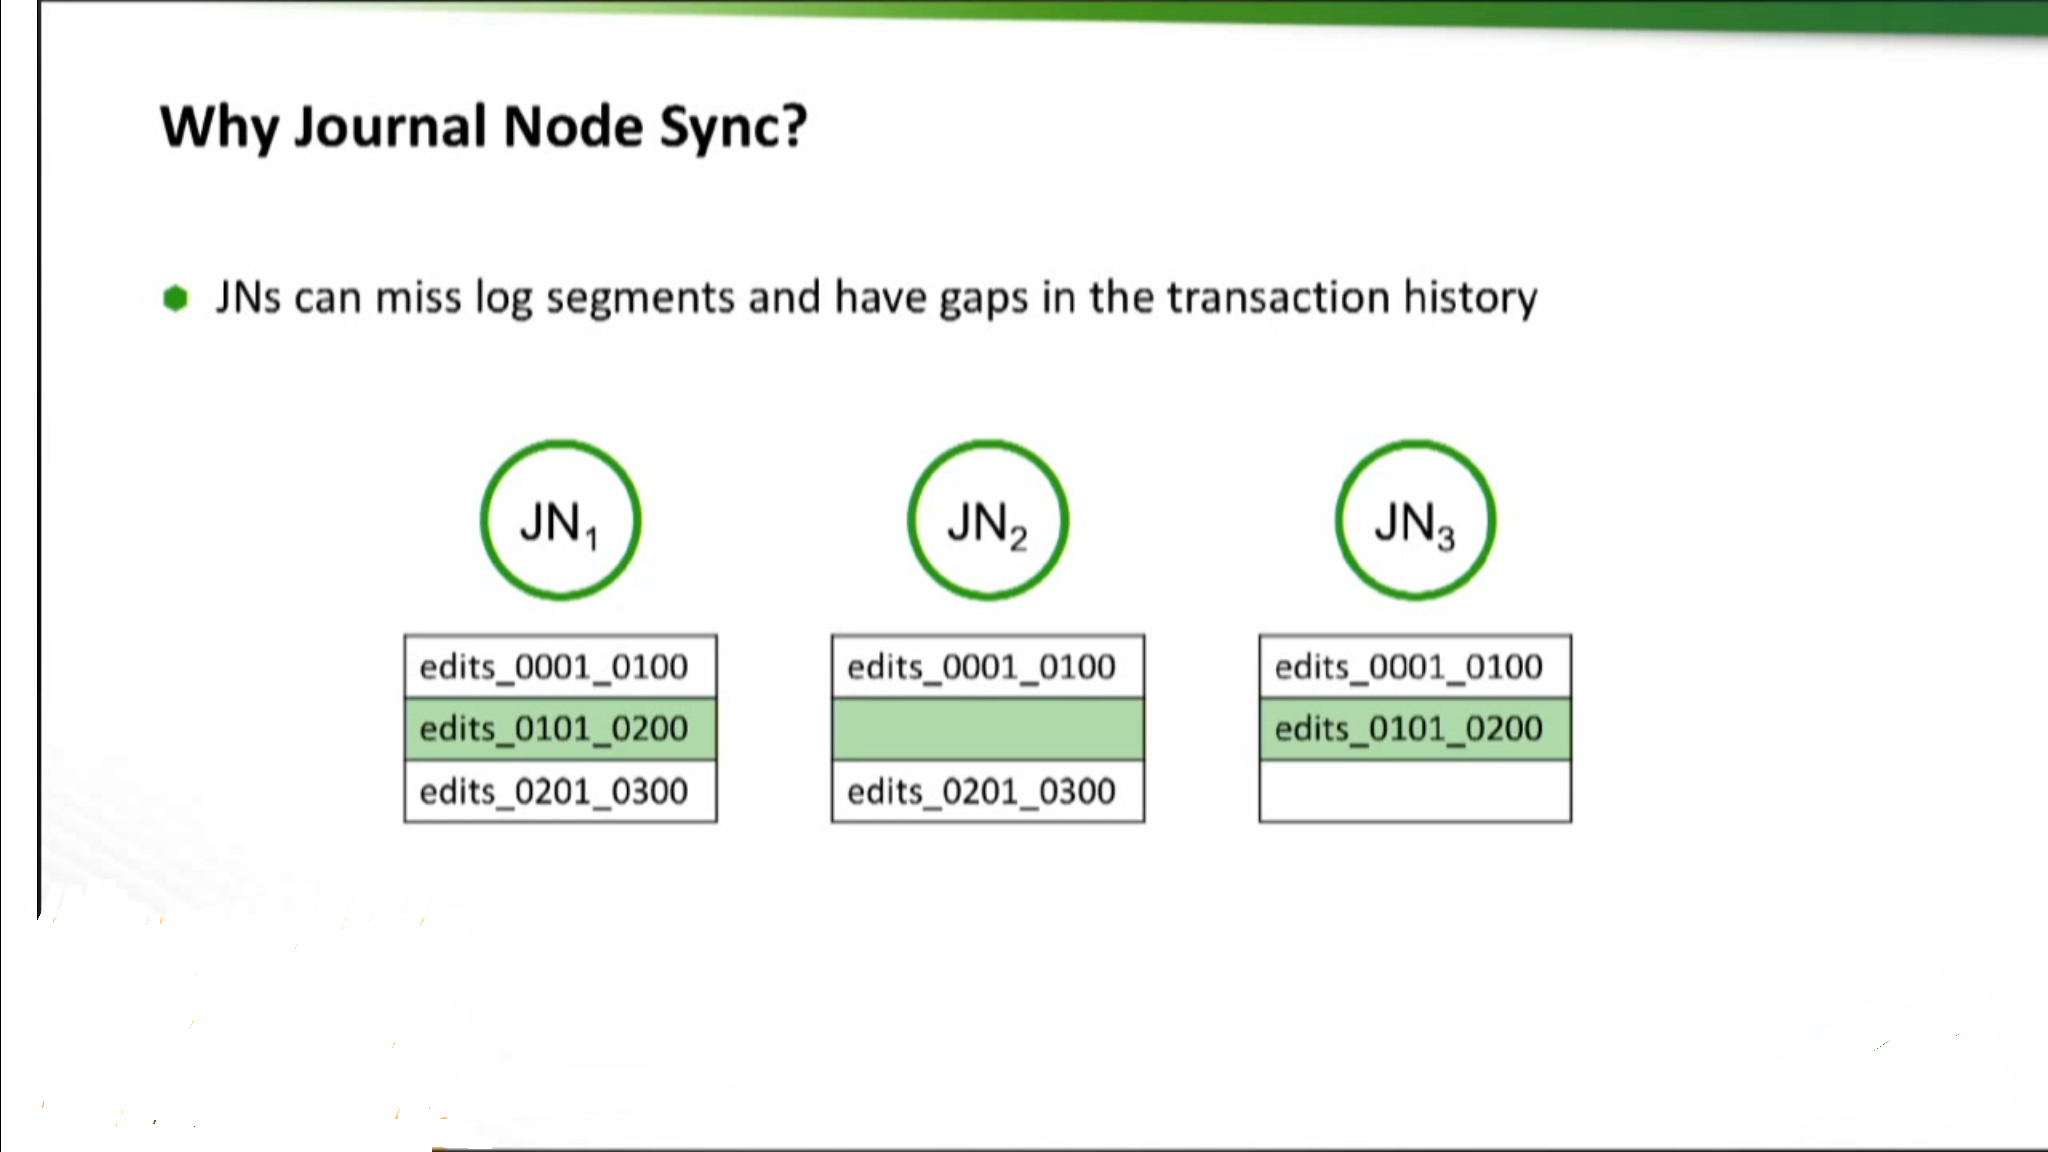 Why Journal Node Sync?
JNs can miss log segments and have gaps in the transaction history
JN1 JN2 JN3
edits_0001_0100 edits_0001_0100 edits_0001_0100
edits_0101_0200 edits_0101_0200
edits_0201_0300 edits_0201_0300